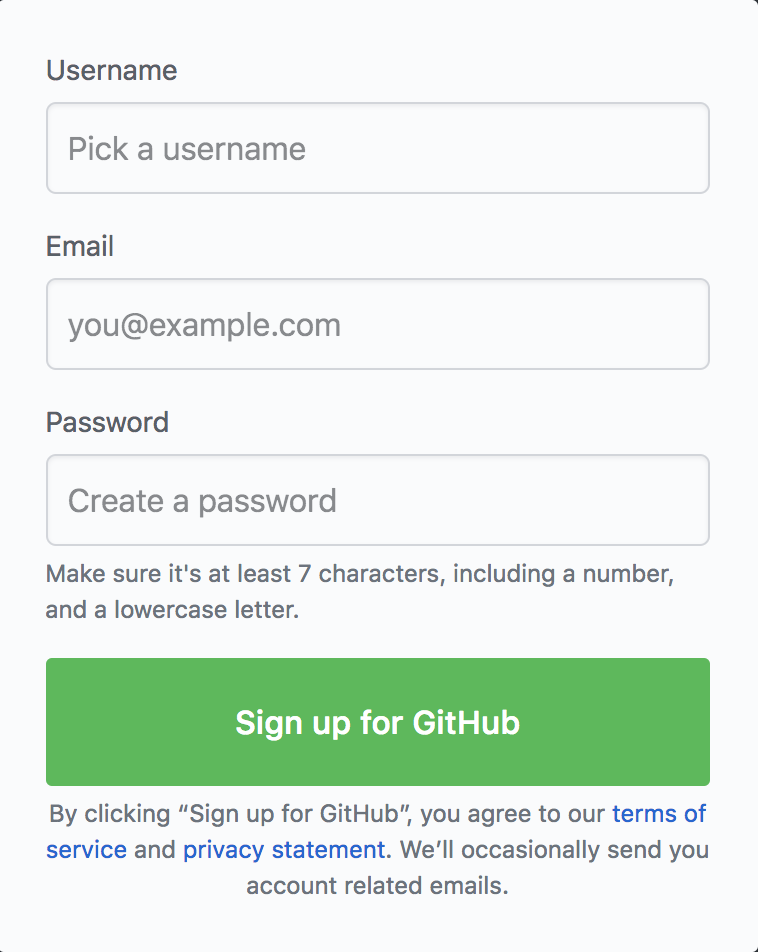 Username
Pick a username
Email
you@example.com
Password
Create a password
Make sure it's at least 7 characters, including a number,
and a lowercase letter.
Sign up for GitHub
By clicking “Sign up for GitHub”, you agree to our terms of
service and privacy statement. We’ll occasionally send you
account related emails.